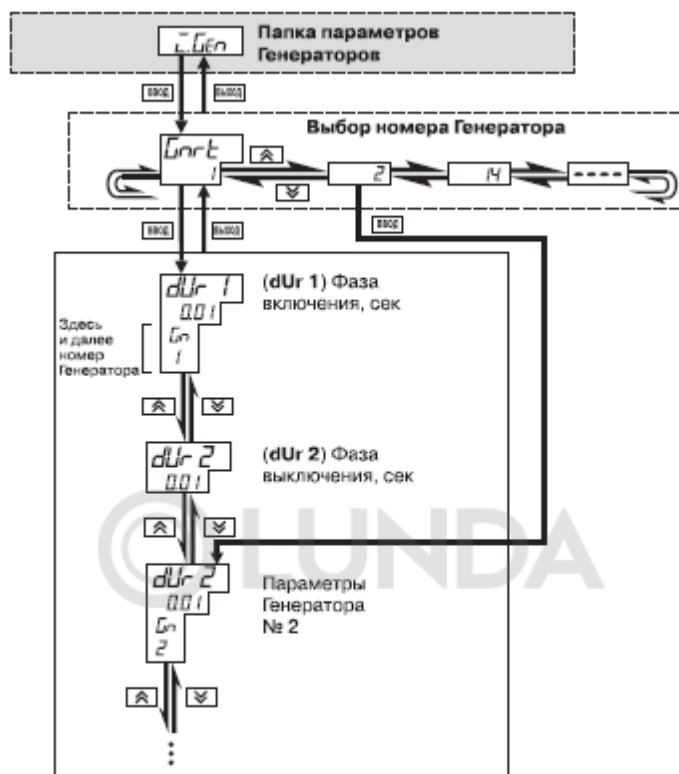 Папка параметров
Генераторов
C.GEn
ввод
выход
Выбор номера Генератора
Gnrt
1
2
14
----
ввод
выход
ввод
dUr 1
0.01
Gn
1
(dUr 1) Фаза
включения, сек
Здесь
и далее
номер
Генератора
dUr 2
0.01
(dUr 2) Фаза
выключения, сек
LUNDA
dUr 2
0.01
Gn
2
Параметры
Генератора
№ 2